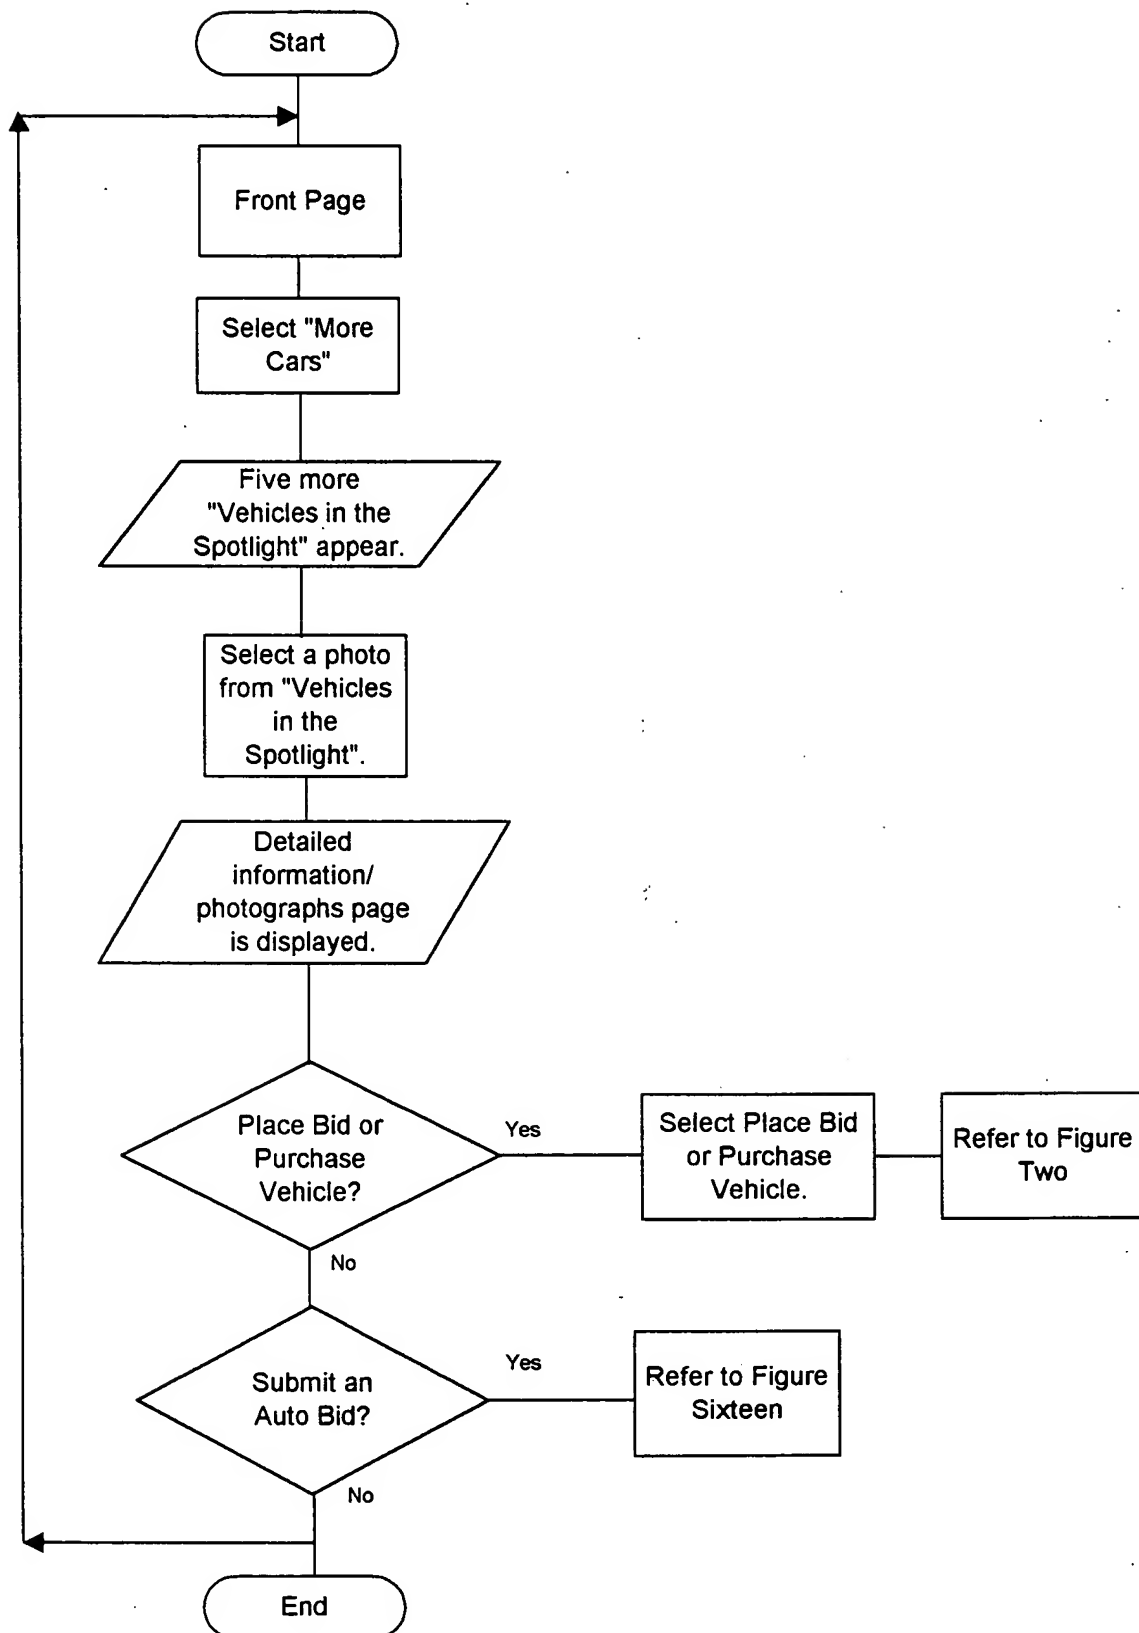 Start
Front Page
Select "More
Cars"
Five more
"Vehicles in the
Spotlight" appear.
Select a photo
from "Vehicles
in the
Spotlight".
Detailed
information/
photographs page
is displayed.
Place Bid or
Purchase
Vehicle?
Yes
Select Place Bid
or Purchase
Vehicle.
Refer to Figure
Two
No
Submit an
Auto Bid?
Yes
Refer to Figure
Sixteen
No
End